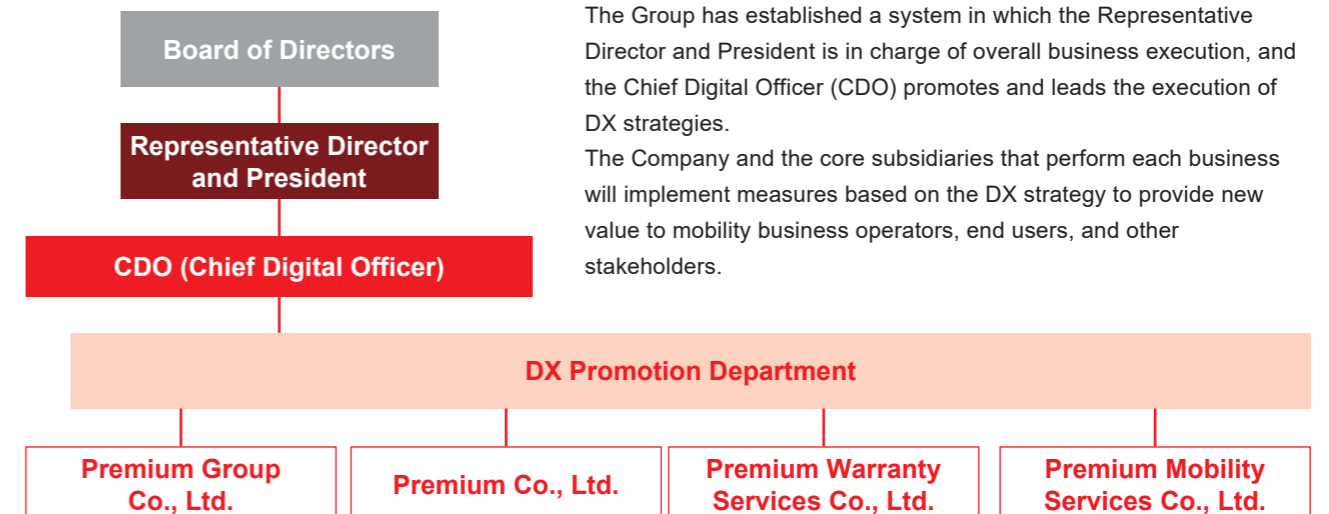 Board of Directors
Representative Director
and President
CDO (Chief Digital Officer)
The Group has established a system in which the Representative
Director and President is in charge of overall business execution, and
the Chief Digital Officer (CDO) promotes and leads the execution of
DX strategies.
The Company and the core subsidiaries that perform each business
will implement measures based on the DX strategy to provide new
value to mobility business operators, end users, and other
stakeholders.
DX Promotion Department
Premium Group
Co., Ltd.
Premium Co., Ltd.
Premium Warranty
Services Co., Ltd.
Premium Mobility
Services Co., Ltd.